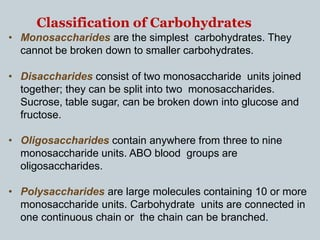 Classification of Carbohydrates
• Monosaccharides are the simplest carbohydrates. They
cannot be broken down to smaller carbohydrates.
• Disaccharides consist of two monosaccharide units joined
together; they can be split into two monosaccharides.
Sucrose, table sugar, can be broken down into glucose and
fructose.
• Oligosaccharides contain anywhere from three to nine
monosaccharide units. ABO blood groups are
oligosaccharides.
• Polysaccharides are large molecules containing 10 or more
monosaccharide units. Carbohydrate units are connected in
one continuous chain or the chain can be branched.